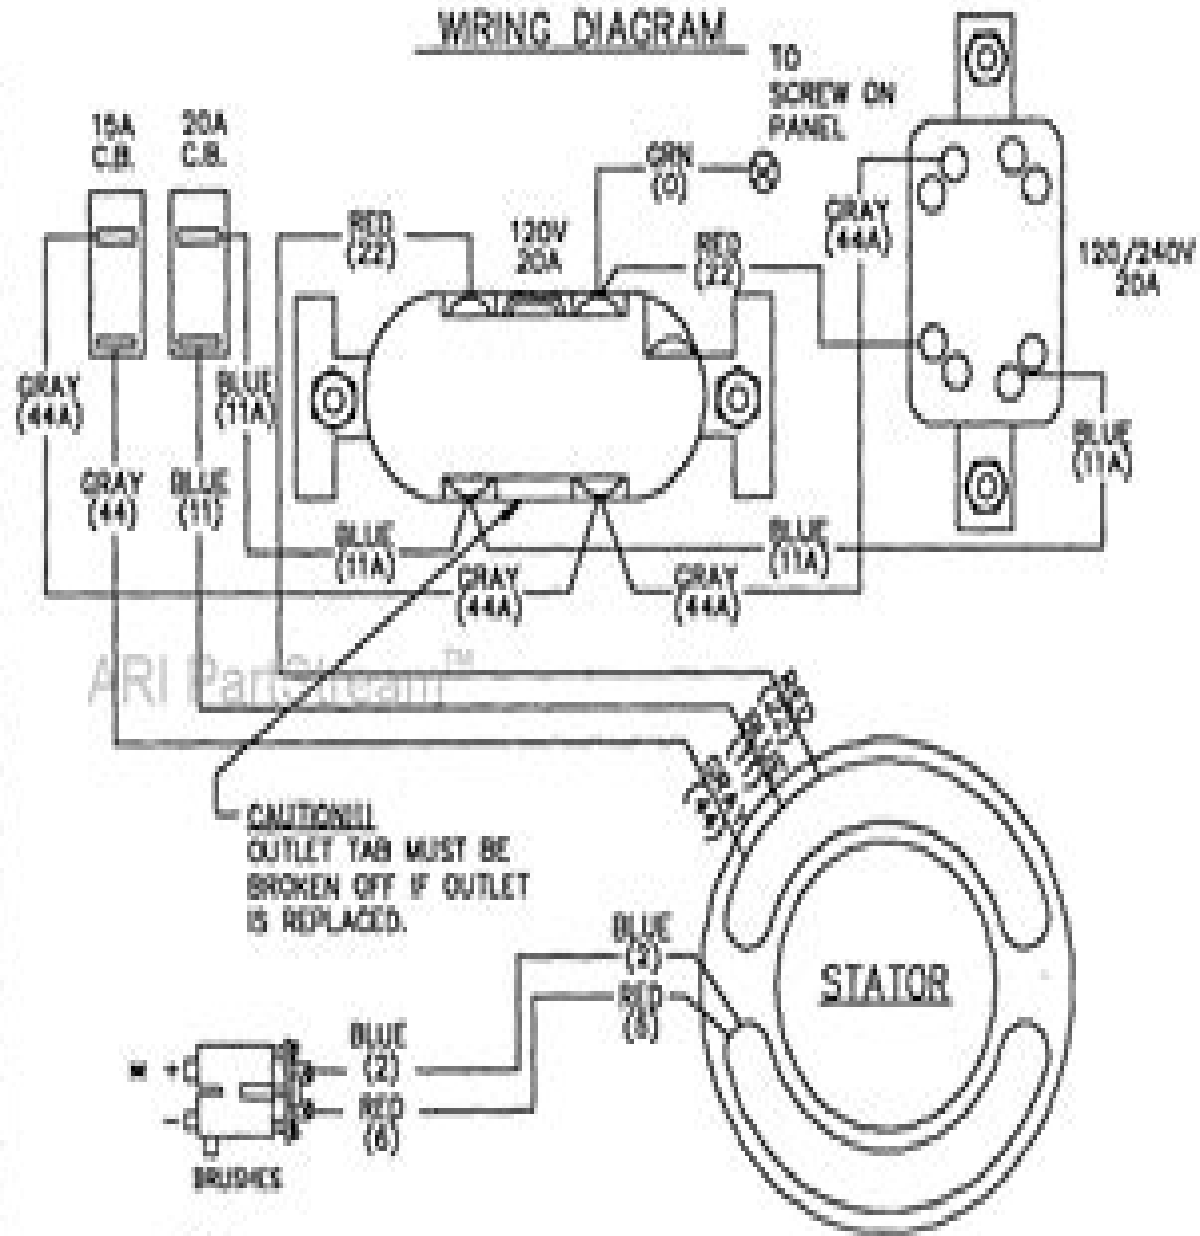 WIRING DIAGRAM
TO
SCREW ON
PANEL
15A
C.B.
20A
C.B.
GRN
(0)
RED
(22)
120V
20A
RED
(22)
GRAY
(44A)
120/240V
20A
GRAY
(44A)
BLUE
(11A)
GRAY
(44)
BLUE
(11)
BLUE
(11A)
BLUE
(11A)
BLUE
(11A)
GRAY
(44A)
GRAY
(44A)
ARI PartStream™
CAUTION!!!
OUTLET TAB MUST BE
BROKEN OFF IF OUTLET
IS REPLACED.
BLUE
(2)
RED
STATOR
BLUE
(2)
RED
(6)
+
-
BRUSHES